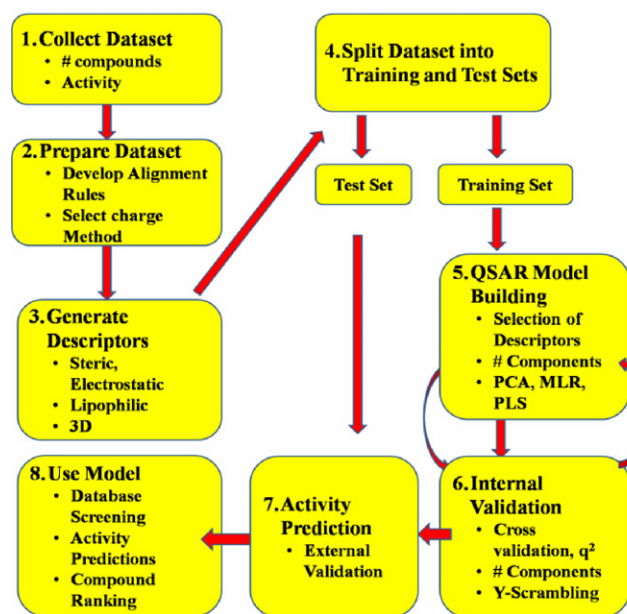 1. Collect Dataset
• # compounds
• Activity
2. Prepare Dataset
• Develop Alignment
Rules
• Select charge
Method
3. Generate
Descriptors
• Steric,
Electrostatic
• Lipophilic
• 3D
4. Split Dataset into
Training and Test Sets
Test Set
Training Set
5. QSAR Model
Building
• Selection of
Descriptors
• # Components
• PCA, MLR,
PLS
6. Internal
Validation
• Cross
validation, q²
• # Components
• Y-Scrambling
7. Activity
Prediction
• External
Validation
8. Use Model
• Database
Screening
• Activity
Predictions
• Compound
Ranking